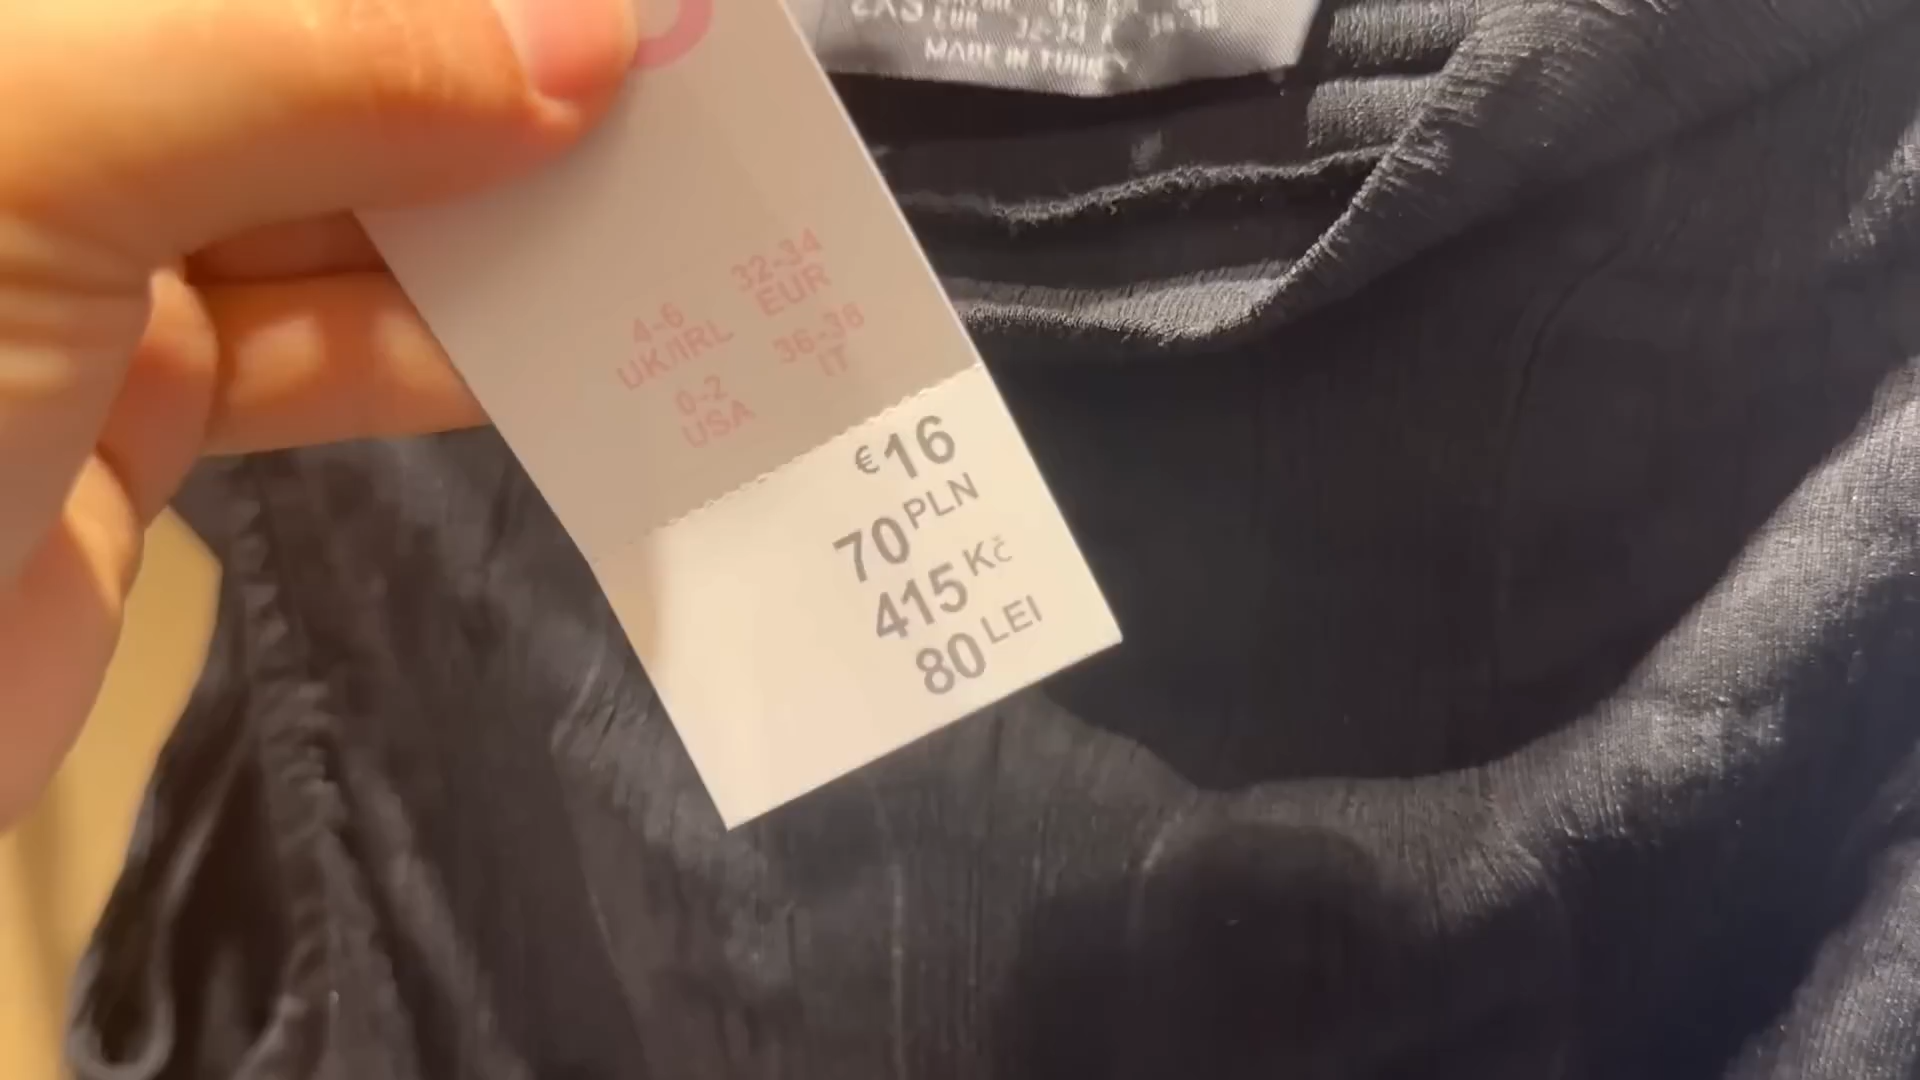 MADE IN TURKEY
4-6
UK/IRL
32-34
EUR
0-2
USA
36-38
IT
€16
70 PLN
415 Kč
80 LEI